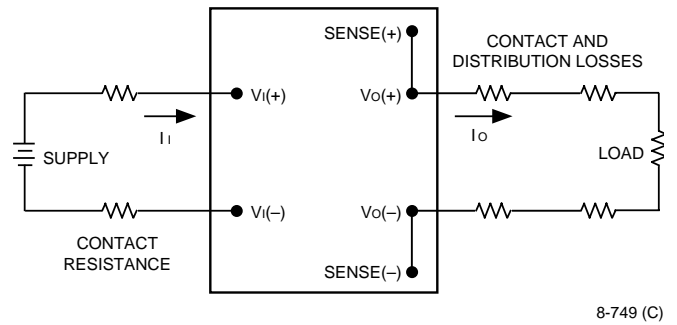 SENSE(+)
CONTACT AND
DISTRIBUTION LOSSES
VI(+)
VO(+)
II
IO
SUPPLY
LOAD
VI(–)
VO(–)
CONTACT
RESISTANCE
SENSE(–)
8-749 (C)